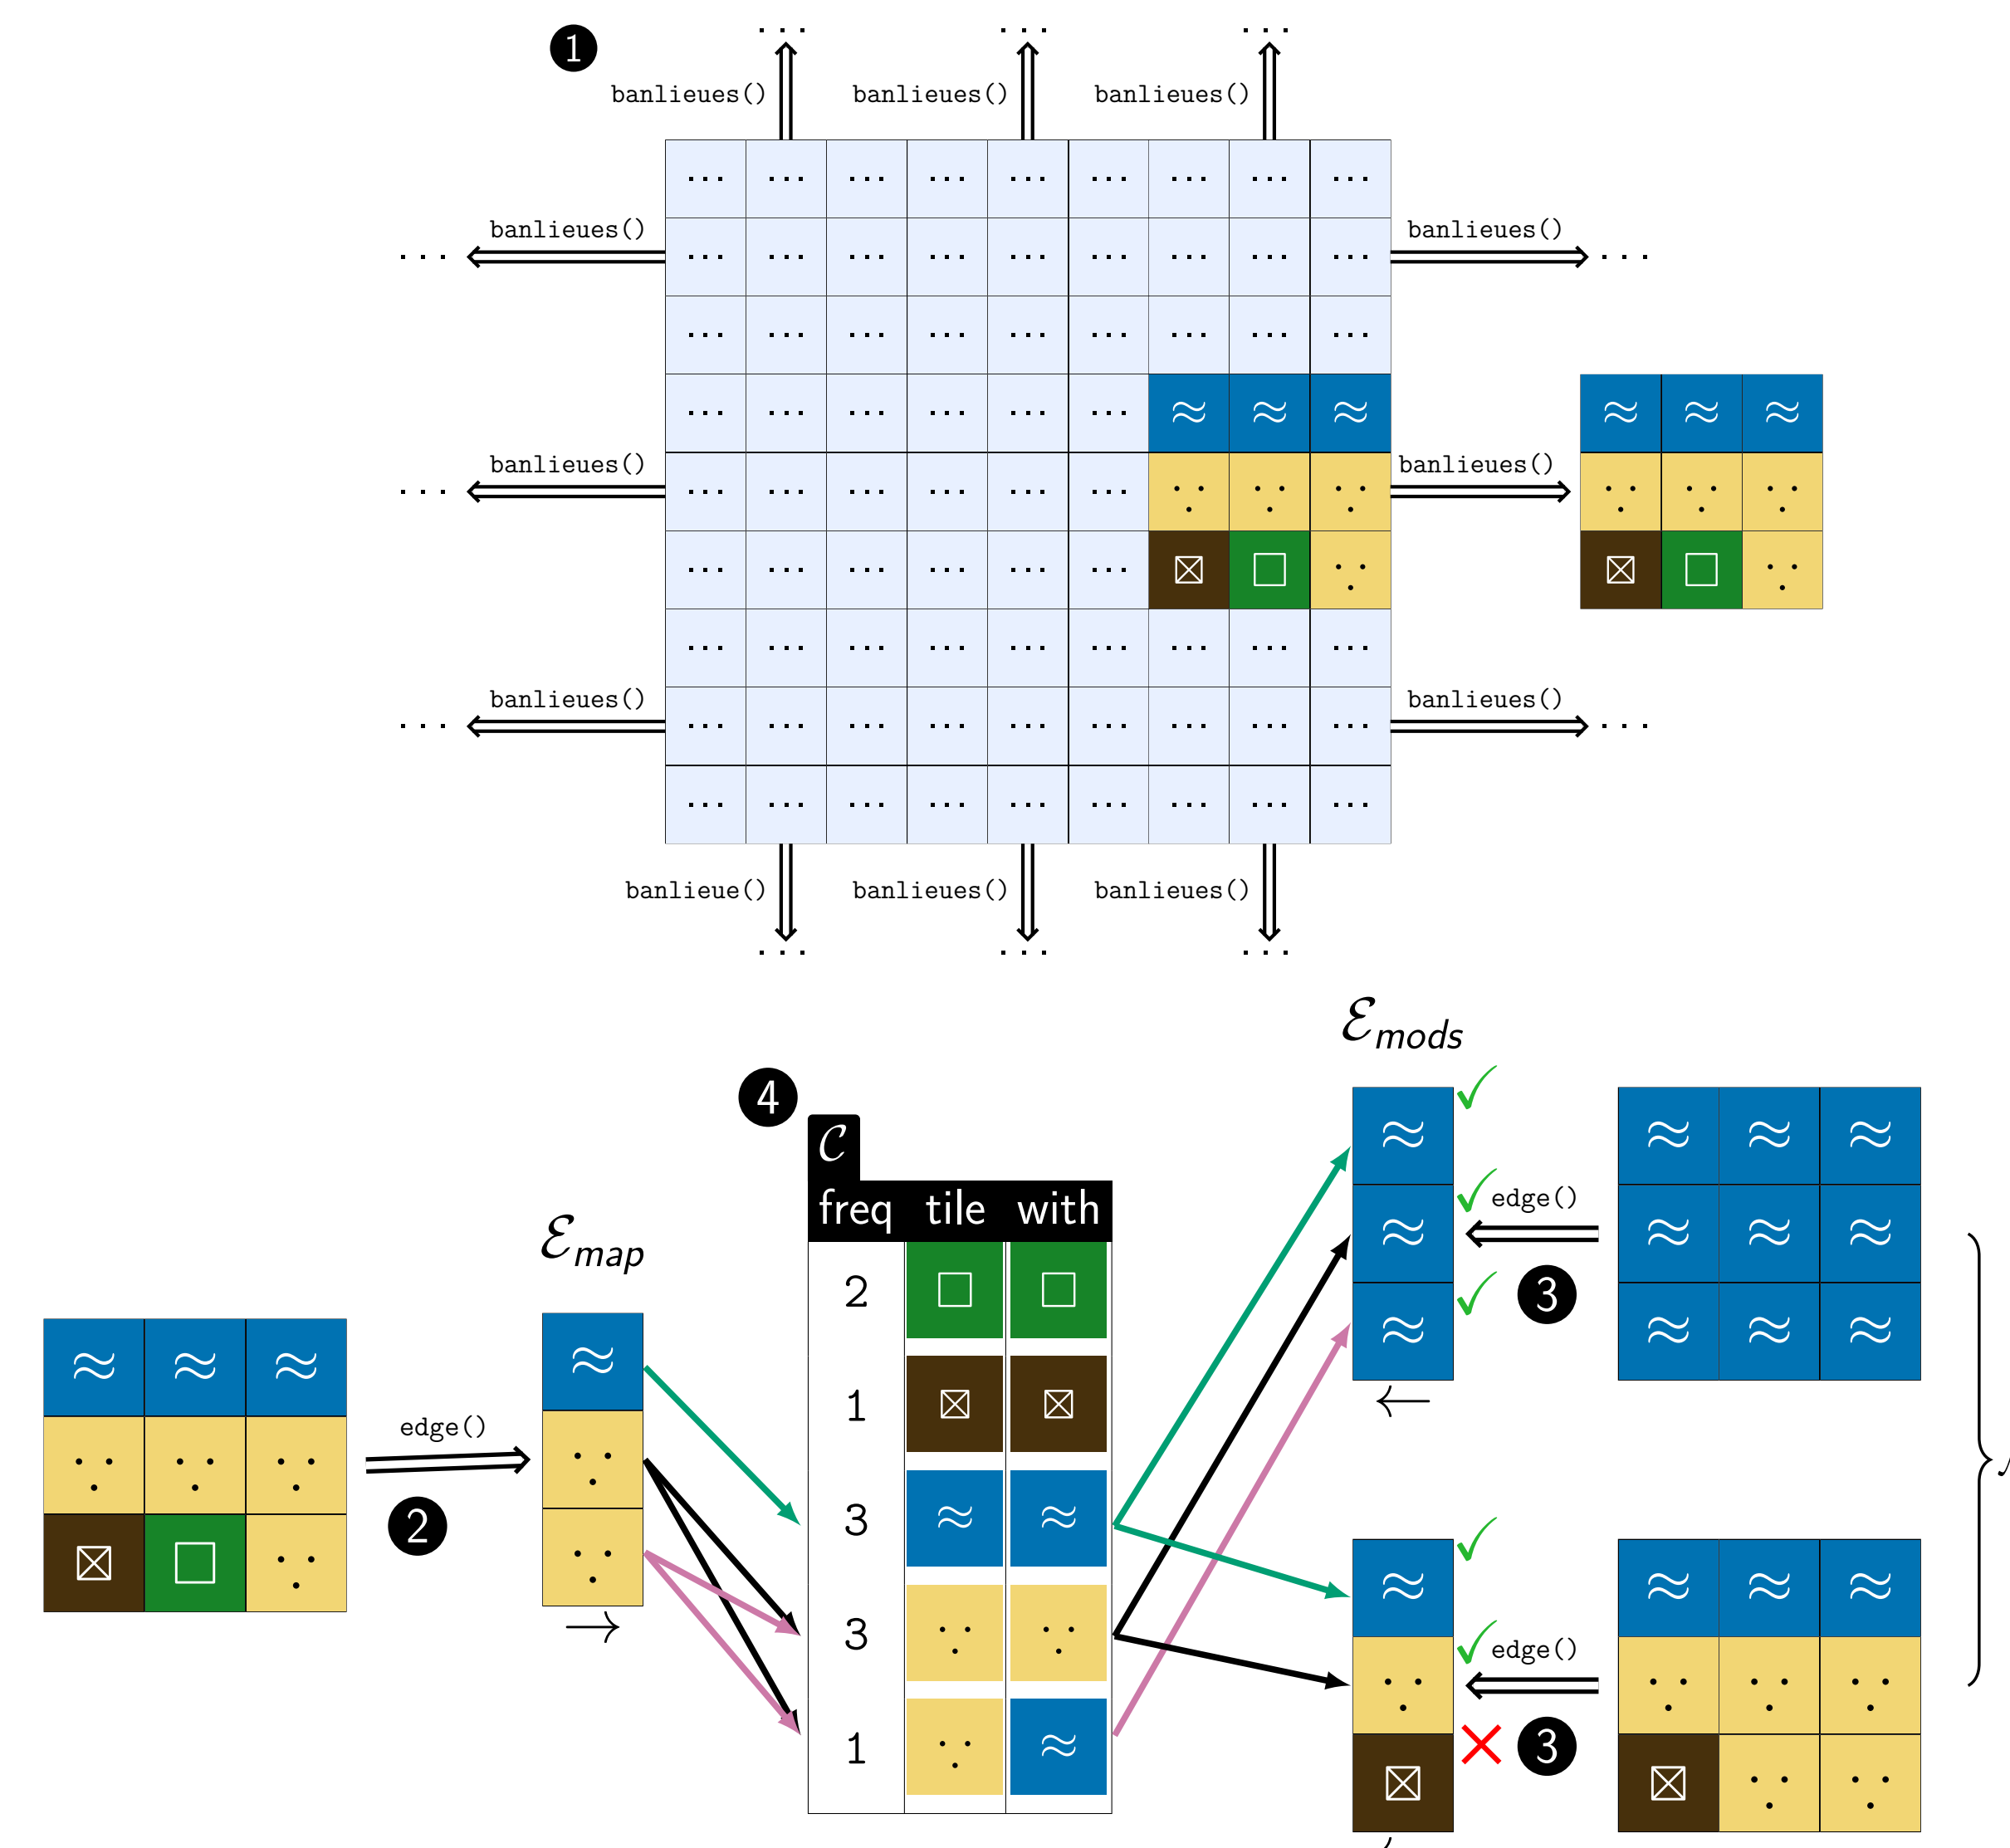 1
banlieues() banlieues() banlieues()
banlieues() banlieues()
banlieues() banlieues()
banlieues() banlieues()
banlieue() banlieues() banlieues()
ℰmods
4
𝒞
freq tile with
ℰmap
edge()
2
2
1
3
3
1
edge()
3
edge()
3